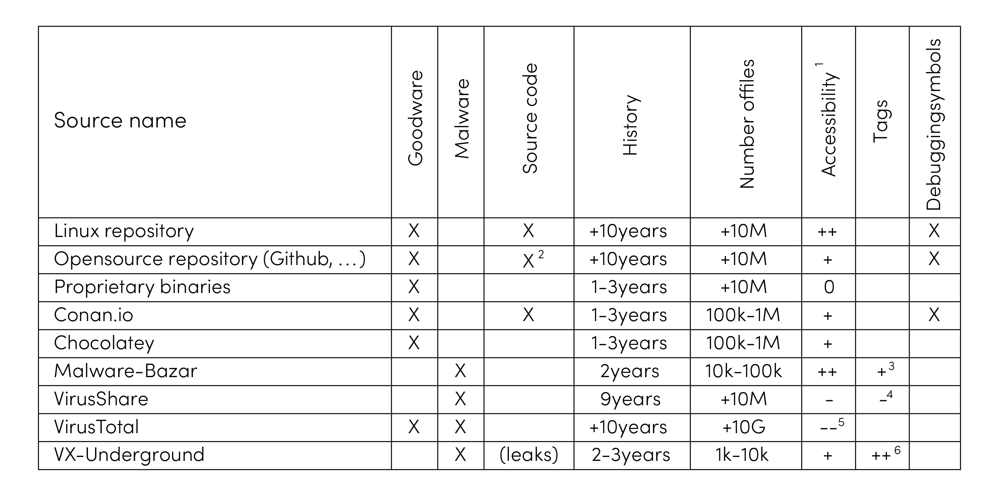 Source name Goodware Malware Source code History Number offiles Accessibility 1 Tags Debuggingsymbols
Linux repository X X +10years +10M ++ X
Opensource repository (Github, ...) X X 2 +10years +10M + X
Proprietary binaries X 1-3years +10M 0
Conan.io X X 1-3years 100k-1M + X
Chocolatey X 1-3years 100k-1M +
Malware-Bazar X 2years 10k-100k ++ +3
VirusShare X 9years +10M - -4
VirusTotal X X +10years +10G --5
VX-Underground X (leaks) 2-3years 1k-10k + ++6